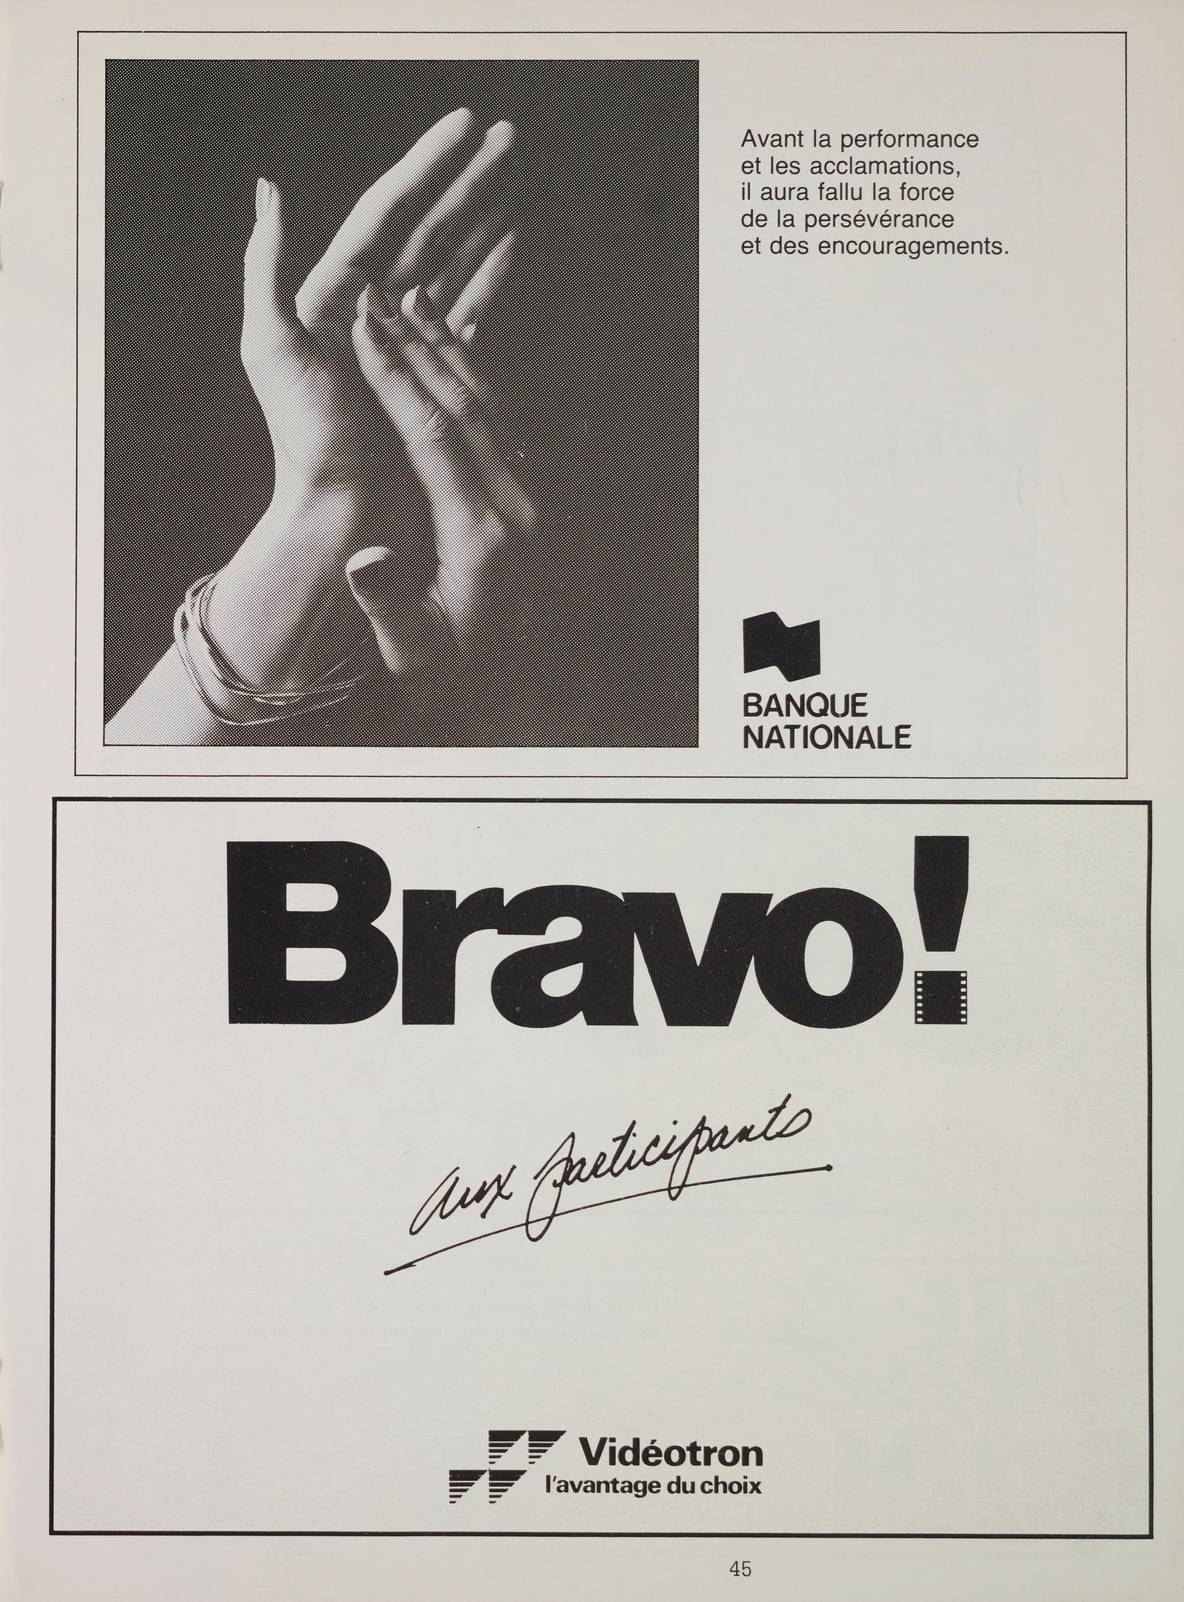 Avant la performance
et les acclamations,
il aura fallu la force
de la persévérance
et des encouragements.
BANQUE
NATIONALE
Bravo!
aux participants
Vidéotron
l'avantage du choix
45